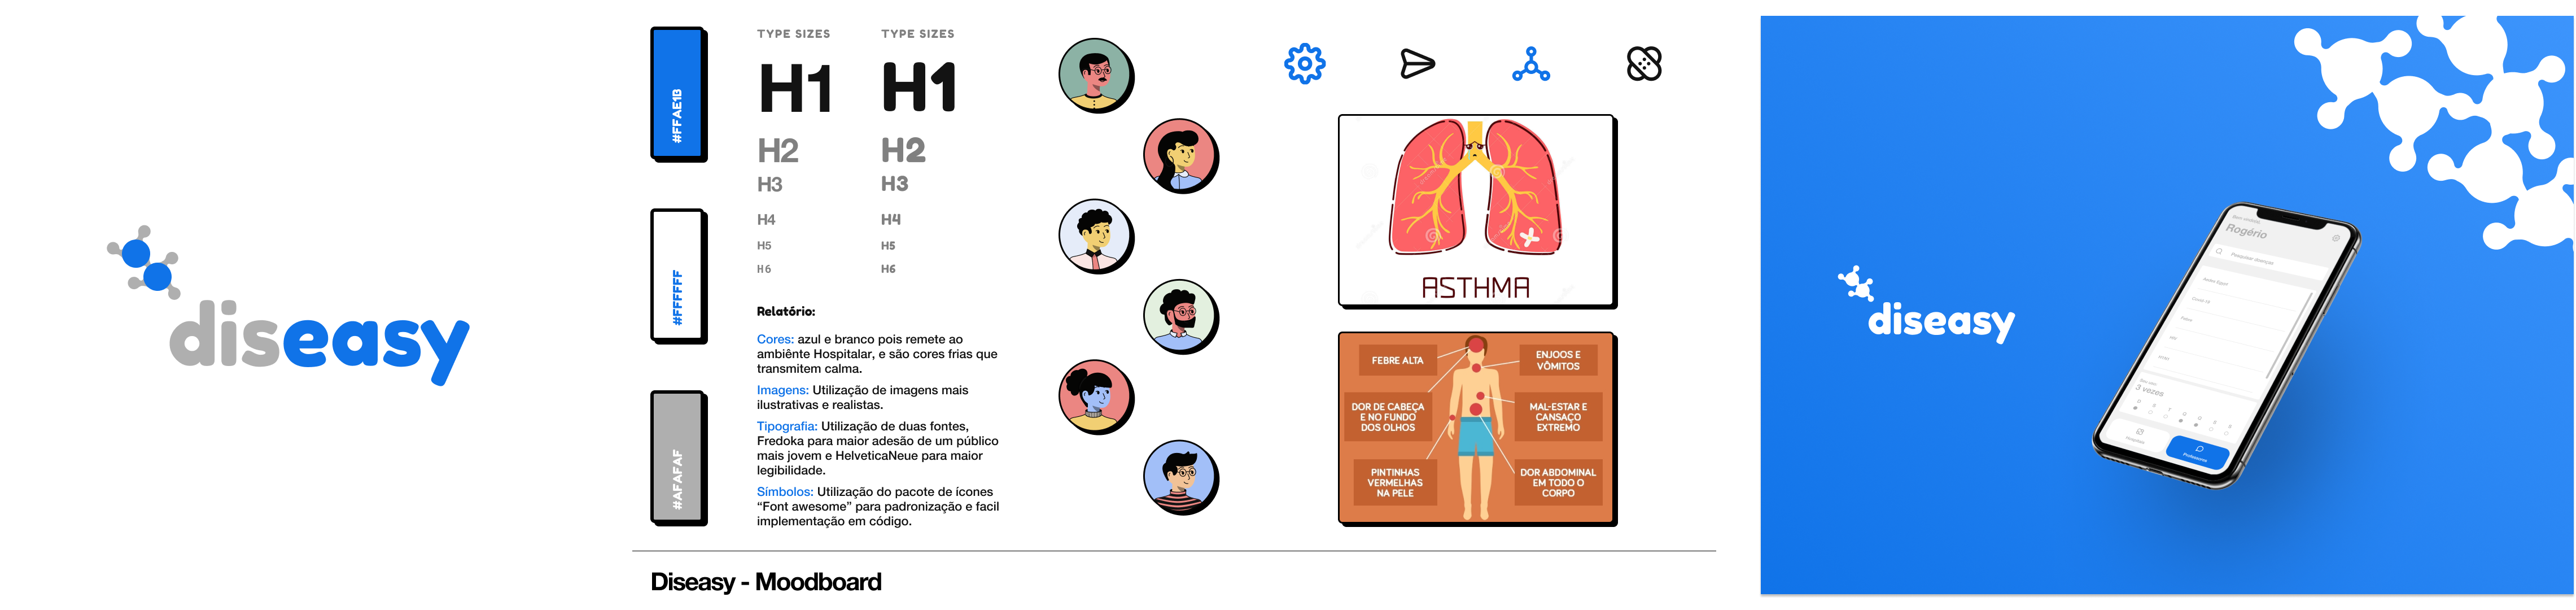 diseasy
#FFAE1B
#FFFFFF
#AFAFAF
TYPE SIZES
H1
H2
H3
H4
H5
H6
TYPE SIZES
H1
H2
H3
H4
H5
H6
Relatório:
Cores: azul e branco pois remete ao
ambiênte Hospitalar, e são cores frias que
transmitem calma.
Imagens: Utilização de imagens mais
ilustrativas e realistas.
Tipografia: Utilização de duas fontes,
Fredoka para maior adesão de um público
mais jovem e HelveticaNeue para maior
legibilidade.
Símbolos: Utilização do pacote de ícones
“Font awesome” para padronização e facil
implementação em código.
ASTHMA
FEBRE ALTA
ENJOOS E
VÔMITOS
DOR DE CABEÇA
E NO FUNDO
DOS OLHOS
MAL-ESTAR E
CANSAÇO
EXTREMO
PINTINHAS
VERMELHAS
NA PELE
DOR ABDOMINAL
EM TODO O
CORPO
Diseasy - Moodboard
diseasy
Rogério
Pesquisar doenças
3 vezes